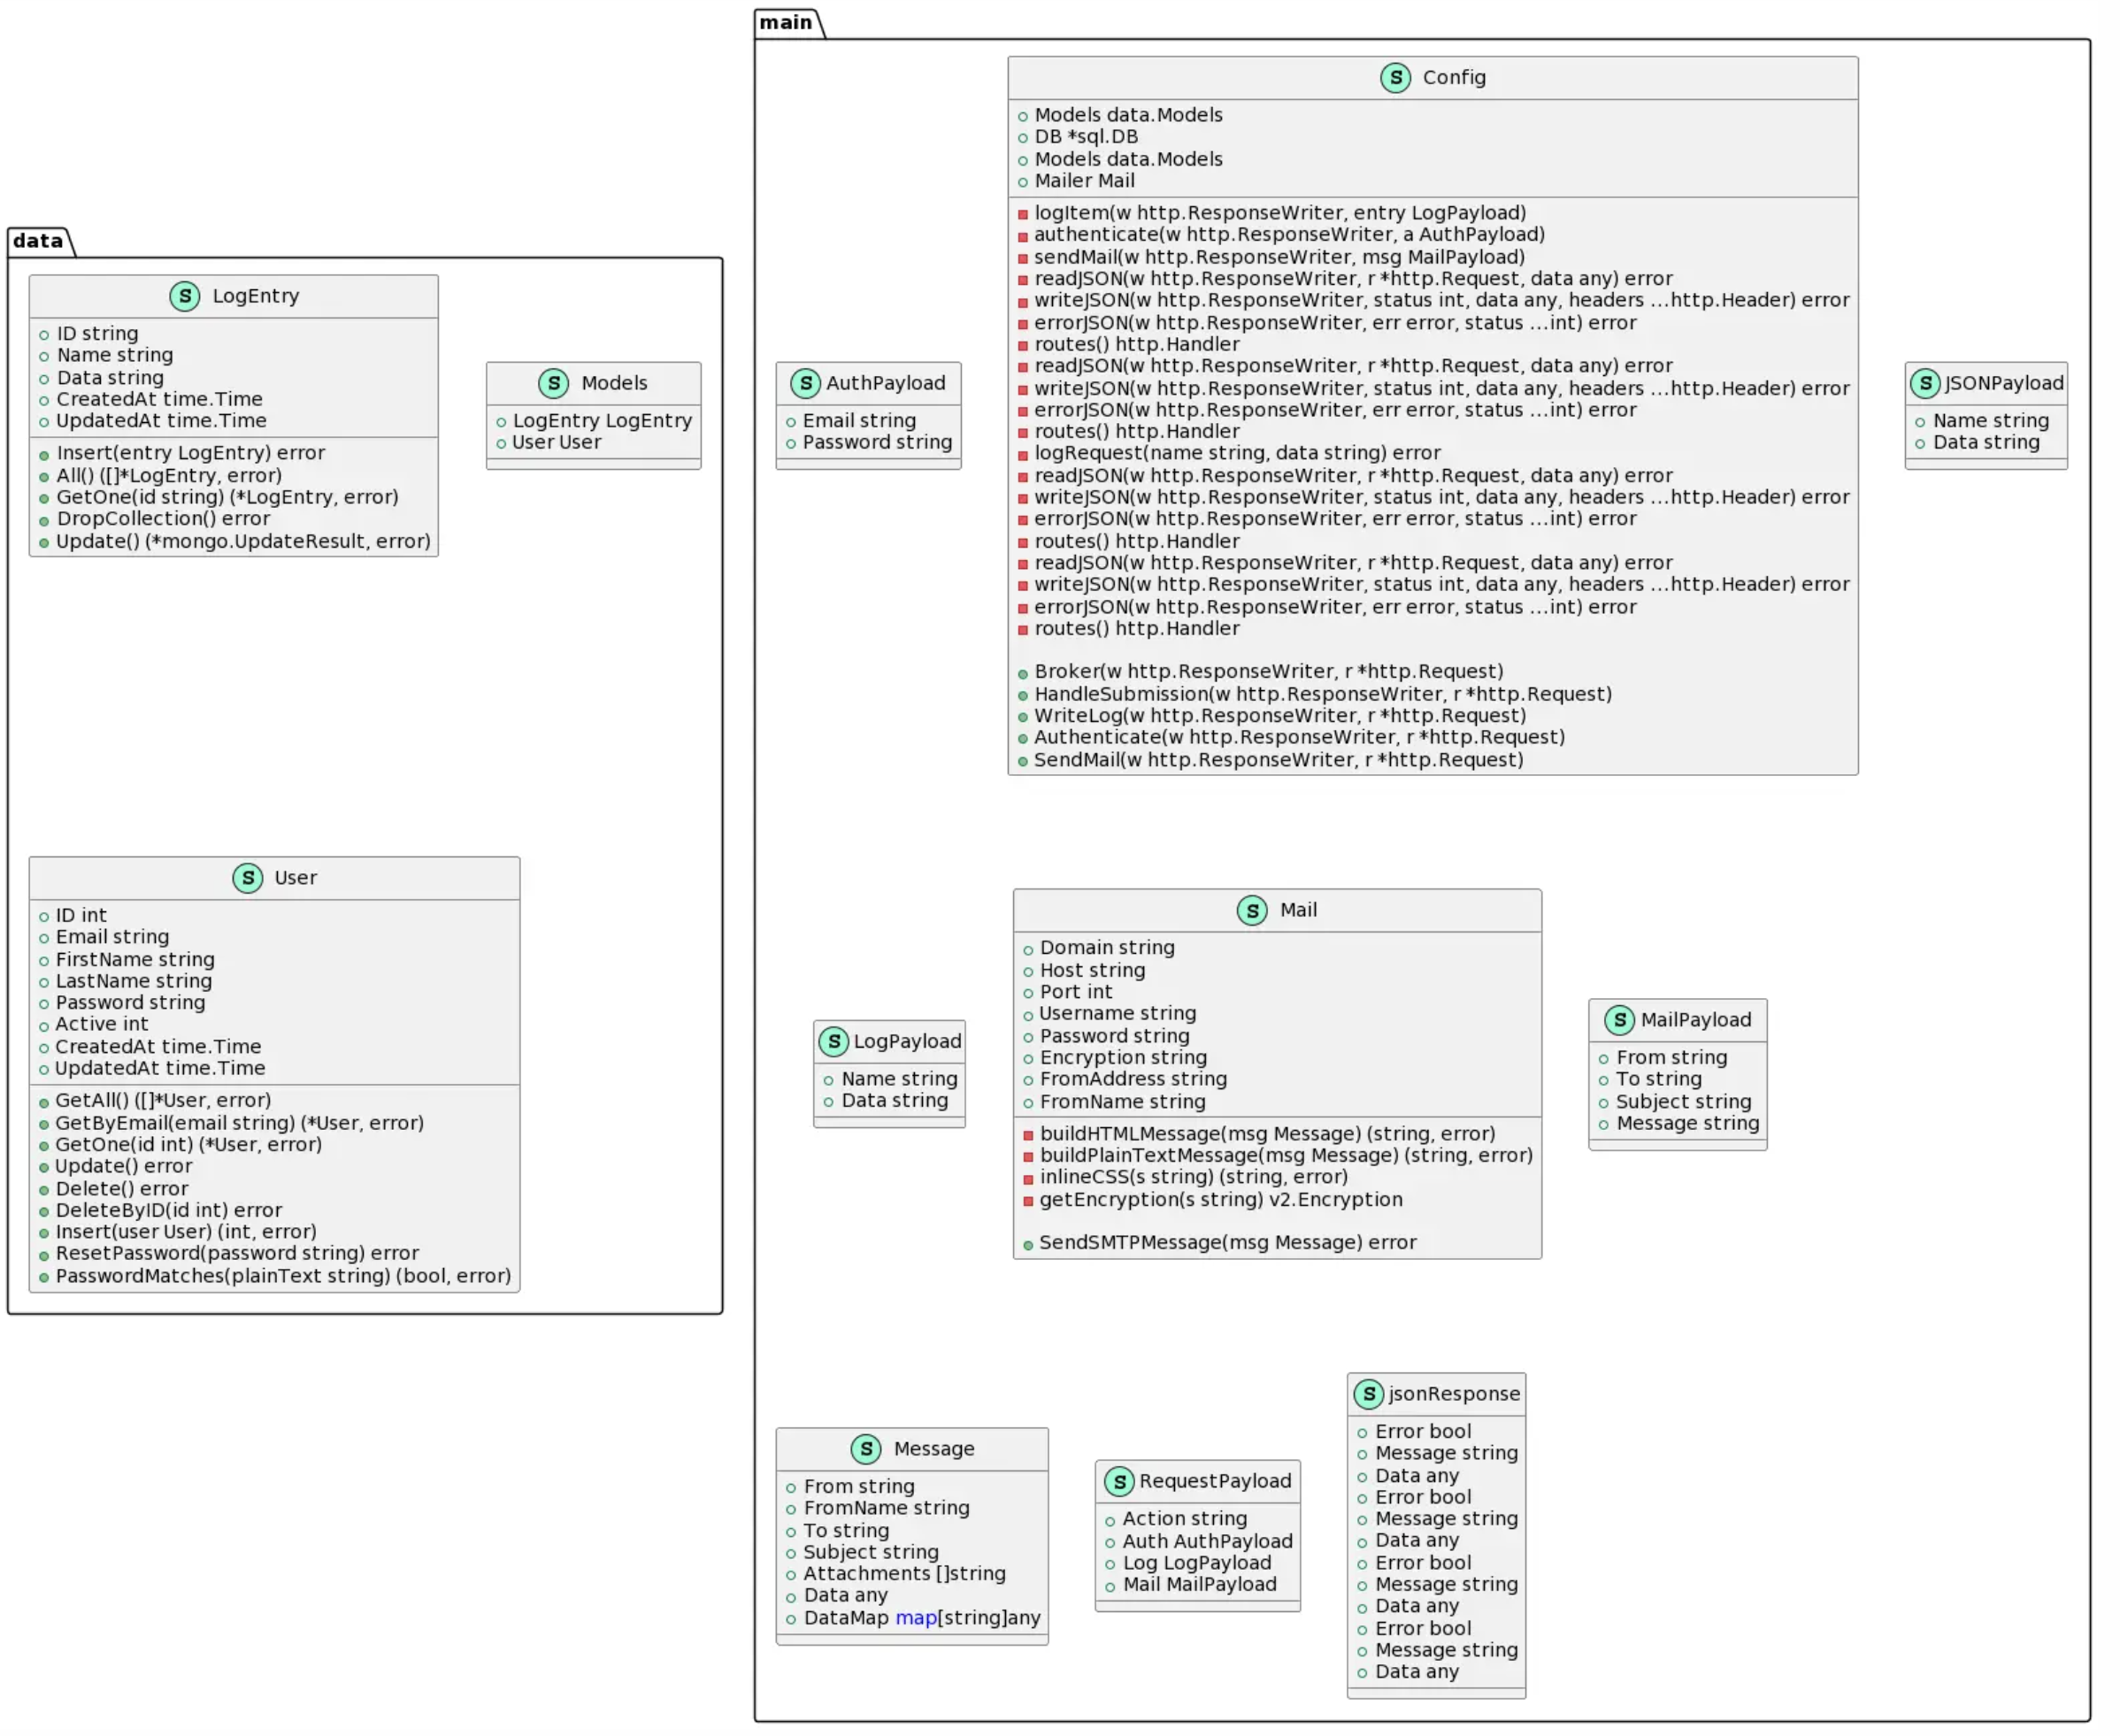 data
S LogEntry
ID string
Name string
Data string
CreatedAt time.Time
UpdatedAt time.Time
Insert(entry LogEntry) error
All() ([]*LogEntry, error)
GetOne(id string) (*LogEntry, error)
DropCollection() error
Update() (*mongo.UpdateResult, error)
S Models
LogEntry LogEntry
User User
S User
ID int
Email string
FirstName string
LastName string
Password string
Active int
CreatedAt time.Time
UpdatedAt time.Time
GetAll() ([]*User, error)
GetByEmail(email string) (*User, error)
GetOne(id int) (*User, error)
Update() error
Delete() error
DeleteByID(id int) error
Insert(user User) (int, error)
ResetPassword(password string) error
PasswordMatches(plainText string) (bool, error)
main
S AuthPayload
Email string
Password string
S Config
Models data.Models
DB *sql.DB
Models data.Models
Mailer Mail
logItem(w http.ResponseWriter, entry LogPayload)
authenticate(w http.ResponseWriter, a AuthPayload)
sendMail(w http.ResponseWriter, msg MailPayload)
readJSON(w http.ResponseWriter, r *http.Request, data any) error
writeJSON(w http.ResponseWriter, status int, data any, headers ...http.Header) error
errorJSON(w http.ResponseWriter, err error, status ...int) error
routes() http.Handler
readJSON(w http.ResponseWriter, r *http.Request, data any) error
writeJSON(w http.ResponseWriter, status int, data any, headers ...http.Header) error
errorJSON(w http.ResponseWriter, err error, status ...int) error
routes() http.Handler
logRequest(name string, data string) error
readJSON(w http.ResponseWriter, r *http.Request, data any) error
writeJSON(w http.ResponseWriter, status int, data any, headers ...http.Header) error
errorJSON(w http.ResponseWriter, err error, status ...int) error
routes() http.Handler
readJSON(w http.ResponseWriter, r *http.Request, data any) error
writeJSON(w http.ResponseWriter, status int, data any, headers ...http.Header) error
errorJSON(w http.ResponseWriter, err error, status ...int) error
routes() http.Handler
Broker(w http.ResponseWriter, r *http.Request)
HandleSubmission(w http.ResponseWriter, r *http.Request)
WriteLog(w http.ResponseWriter, r *http.Request)
Authenticate(w http.ResponseWriter, r *http.Request)
SendMail(w http.ResponseWriter, r *http.Request)
S JSONPayload
Name string
Data string
S LogPayload
Name string
Data string
S Mail
Domain string
Host string
Port int
Username string
Password string
Encryption string
FromAddress string
FromName string
buildHTMLMessage(msg Message) (string, error)
buildPlainTextMessage(msg Message) (string, error)
inlineCSS(s string) (string, error)
getEncryption(s string) v2.Encryption
SendSMTPMessage(msg Message) error
S MailPayload
From string
To string
Subject string
Message string
S Message
From string
FromName string
To string
Subject string
Attachments []string
Data any
DataMap map[string]any
S RequestPayload
Action string
Auth AuthPayload
Log LogPayload
Mail MailPayload
S jsonResponse
Error bool
Message string
Data any
Error bool
Message string
Data any
Error bool
Message string
Data any
Error bool
Message string
Data any